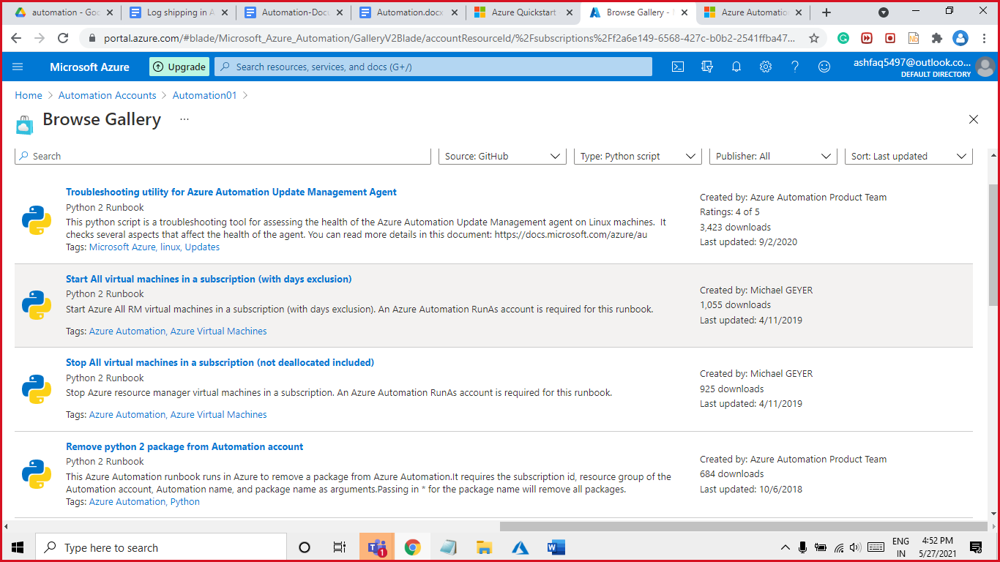 automation - Goo
Log shipping in A
Automation-Docu
Automation.docx
Azure Quickstart
Browse Gallery -
Azure Automatio
portal.azure.com/#blade/Microsoft_Azure_Automation/GalleryV2Blade/accountResourceId/%2Fsubscriptions%2Ff2a6e149-6568-427c-b0b2-2541ffba47...
Microsoft Azure
Upgrade
Search resources, services, and docs (G+/)
ashfaq5497@outlook.co...
DEFAULT DIRECTORY
Home > Automation Accounts > Automation01 >
Browse Gallery ...
Search
Source: GitHub
Type: Python script
Publisher: All
Sort: Last updated
Troubleshooting utility for Azure Automation Update Management Agent
Python 2 Runbook
This python script is a troubleshooting tool for assessing the health of the Azure Automation Update Management agent on Linux machines. It
checks several aspects that affect the health of the agent. You can read more details in this document: https://docs.microsoft.com/azure/au
Tags: Microsoft Azure, linux, Updates
Created by: Azure Automation Product Team
Ratings: 4 of 5
3,423 downloads
Last updated: 9/2/2020
Start All virtual machines in a subscription (with days exclusion)
Python 2 Runbook
Start Azure All RM virtual machines in a subscription (with days exclusion). An Azure Automation RunAs account is required for this runbook.
Tags: Azure Automation, Azure Virtual Machines
Created by: Michael GEYER
1,055 downloads
Last updated: 4/11/2019
Stop All virtual machines in a subscription (not deallocated included)
Python 2 Runbook
Stop Azure resource manager virtual machines in a subscription. An Azure Automation RunAs account is required for this runbook.
Tags: Azure Automation, Azure Virtual Machines
Created by: Michael GEYER
925 downloads
Last updated: 4/11/2019
Remove python 2 package from Automation account
Python 2 Runbook
This Azure Automation runbook runs in Azure to remove a package from Azure Automation.It requires the subscription id, resource group of the
Automation account, Automation name, and package name as arguments.Passing in * for the package name will remove all packages.
Tags: Azure Automation, Python
Created by: Azure Automation Product Team
684 downloads
Last updated: 10/6/2018
Type here to search
1
ENG
IN
4:52 PM
5/27/2021